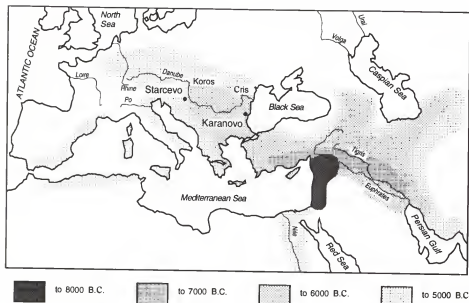 North
Sea
ATLANTIC OCEAN
Loire
Rhine
Po
Danube
Koros
Starcevo
Cris
Karanovo
Black Sea
Volga
Ural
Caspian Sea
Mediterranean Sea
Tigris
Euphrates
Nile
Red Sea
Persian Gulf
to 8000 B.C.
to 7000 B.C.
to 6000 B.C.
to 5000 B.C.